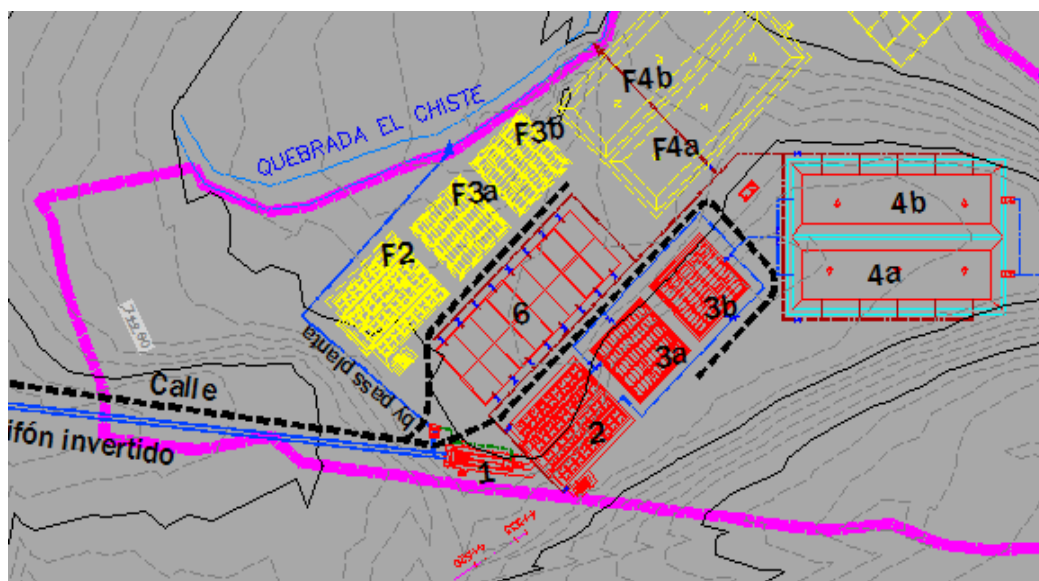 F4b
QUEBRADA EL CHISTE
F3b
F4a
F3a
4b
F2
4a
6
3b
3a
(by pass planta
Calle
2
ifón invertido
1